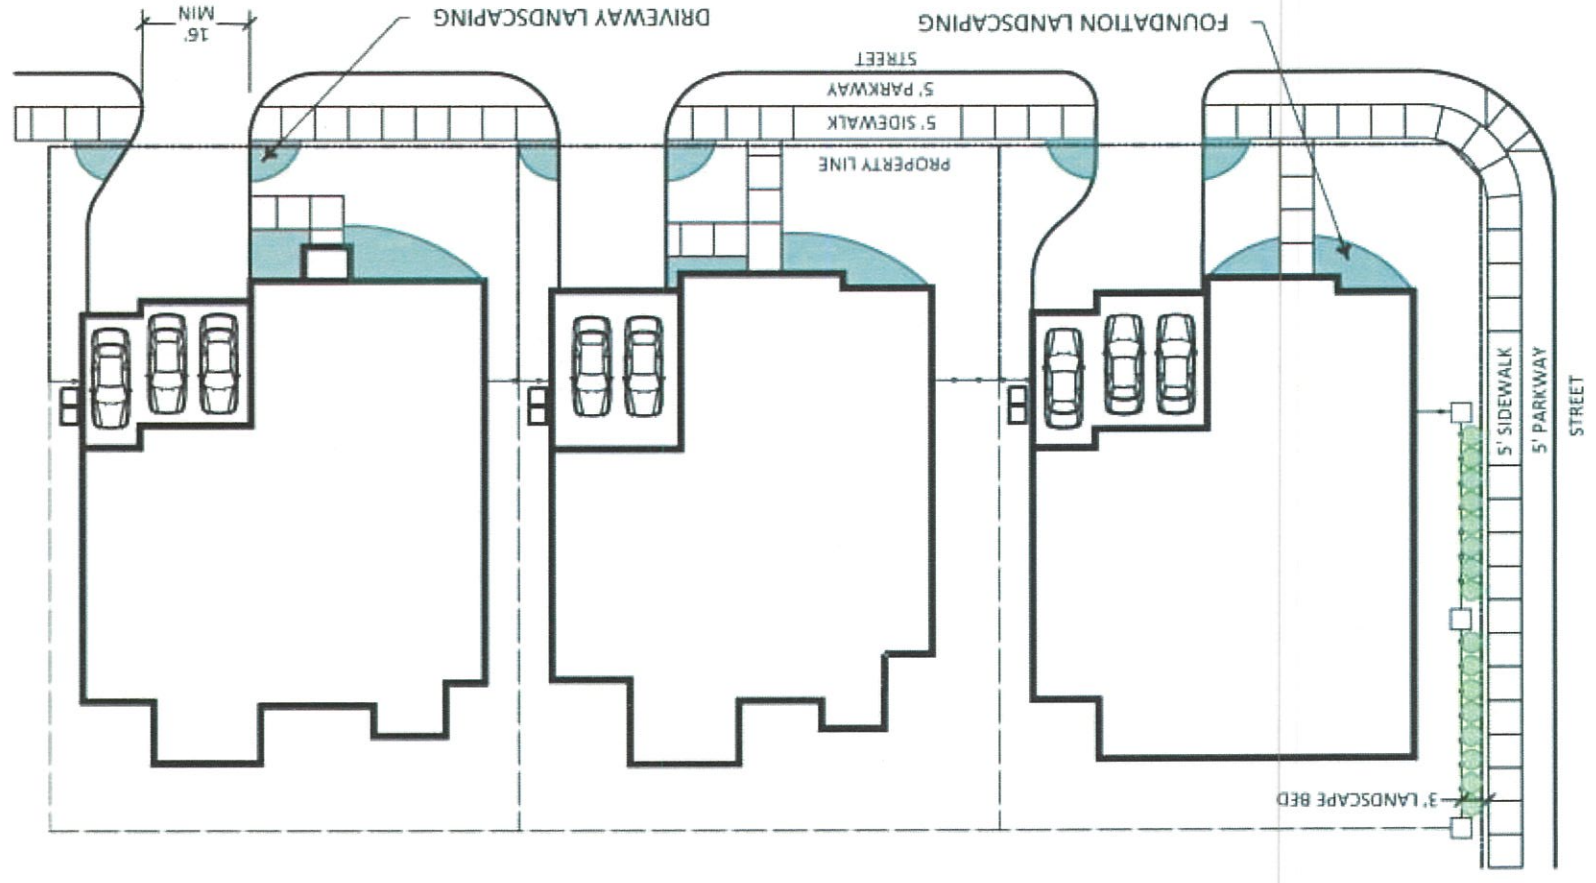 16'
MIN
DRIVEWAY LANDSCAPING
FOUNDATION LANDSCAPING
STREET
5' PARKWAY
5' SIDEWALK
PROPERTY LINE
5' SIDEWALK
5' PARKWAY
STREET
3' LANDSCAPE BED